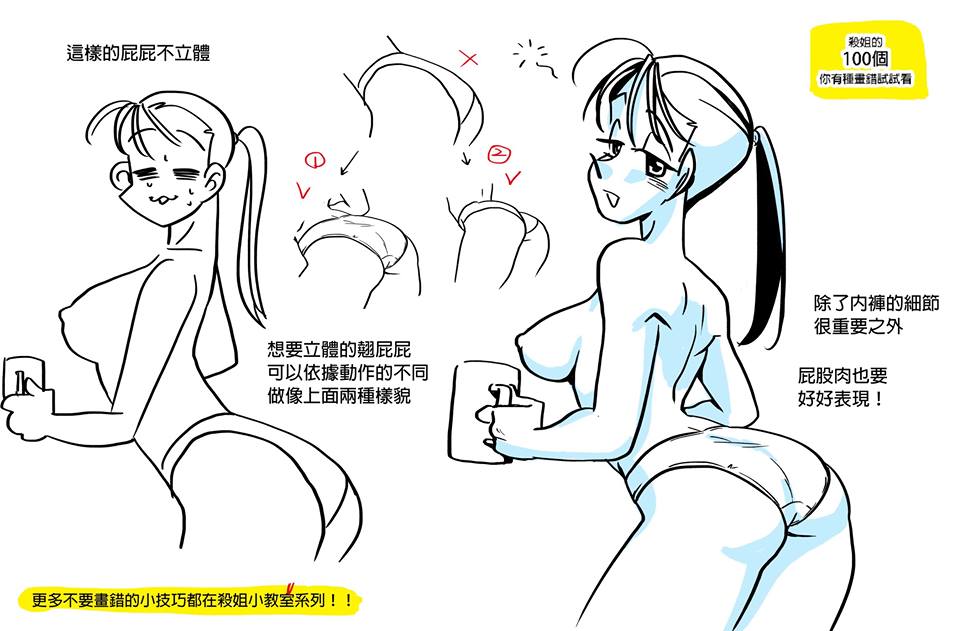 這樣的屁屁不立體
殺姐的
100個
你有種畫錯試試看
①
②
想要立體的翹屁屁
可以依據動作的不同
做像上面兩種樣貌
除了內褲的細節
很重要之外
屁股肉也要
好好表現！
更多不要畫錯的小技巧都在殺姐小教室系列！！